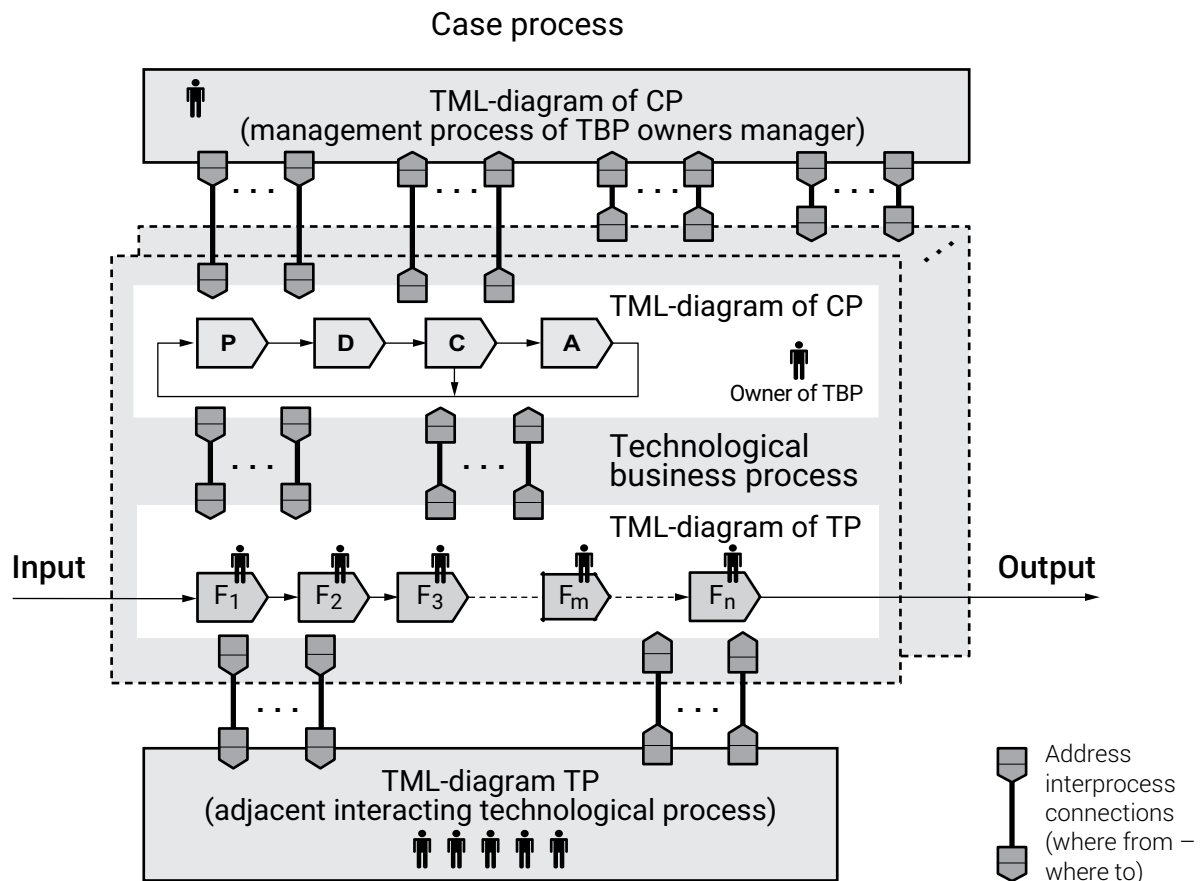 Case process
TML-diagram of CP
(management process of TBP owners manager)
. . .
. . .
. . .
. . .
. . .
TML-diagram of CP
P
D
C
A
Owner of TBP
. . .
. . .
Technological
business process
TML-diagram of TP
Input
F1
F2
F3
Fm
Fn
Output
. . .
. . .
TML-diagram TP
(adjacent interacting technological process)
Address
interprocess
connections
(where from –
where to)